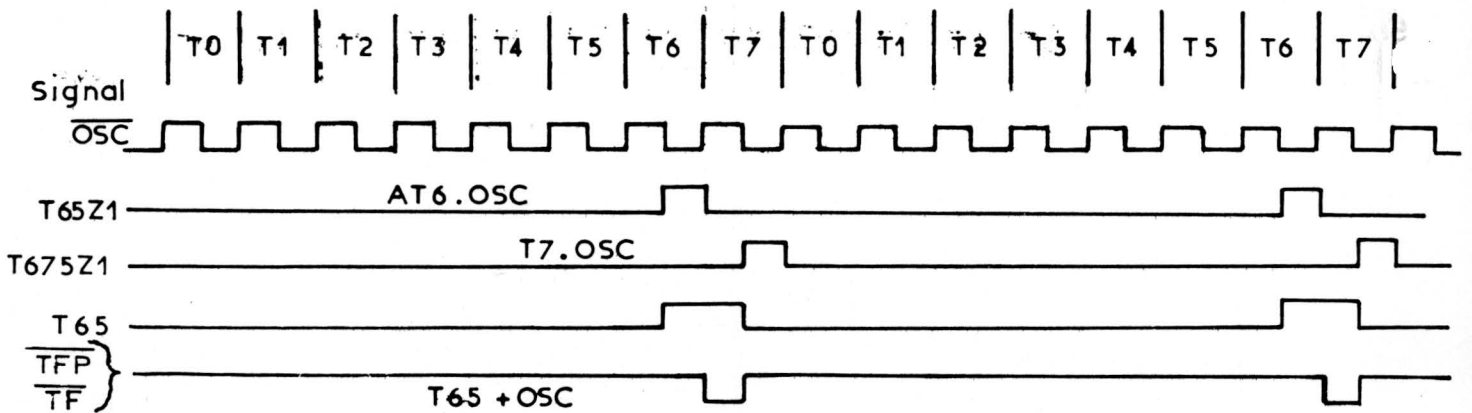 T0 T1 T2 T3 T4 T5 T6 T7 T0 T1 T2 T3 T4 T5 T6 T7
Signal
OSC
T65Z1 AT6.OSC
T675Z1 T7.OSC
T65
TFP
TF T65 + OSC